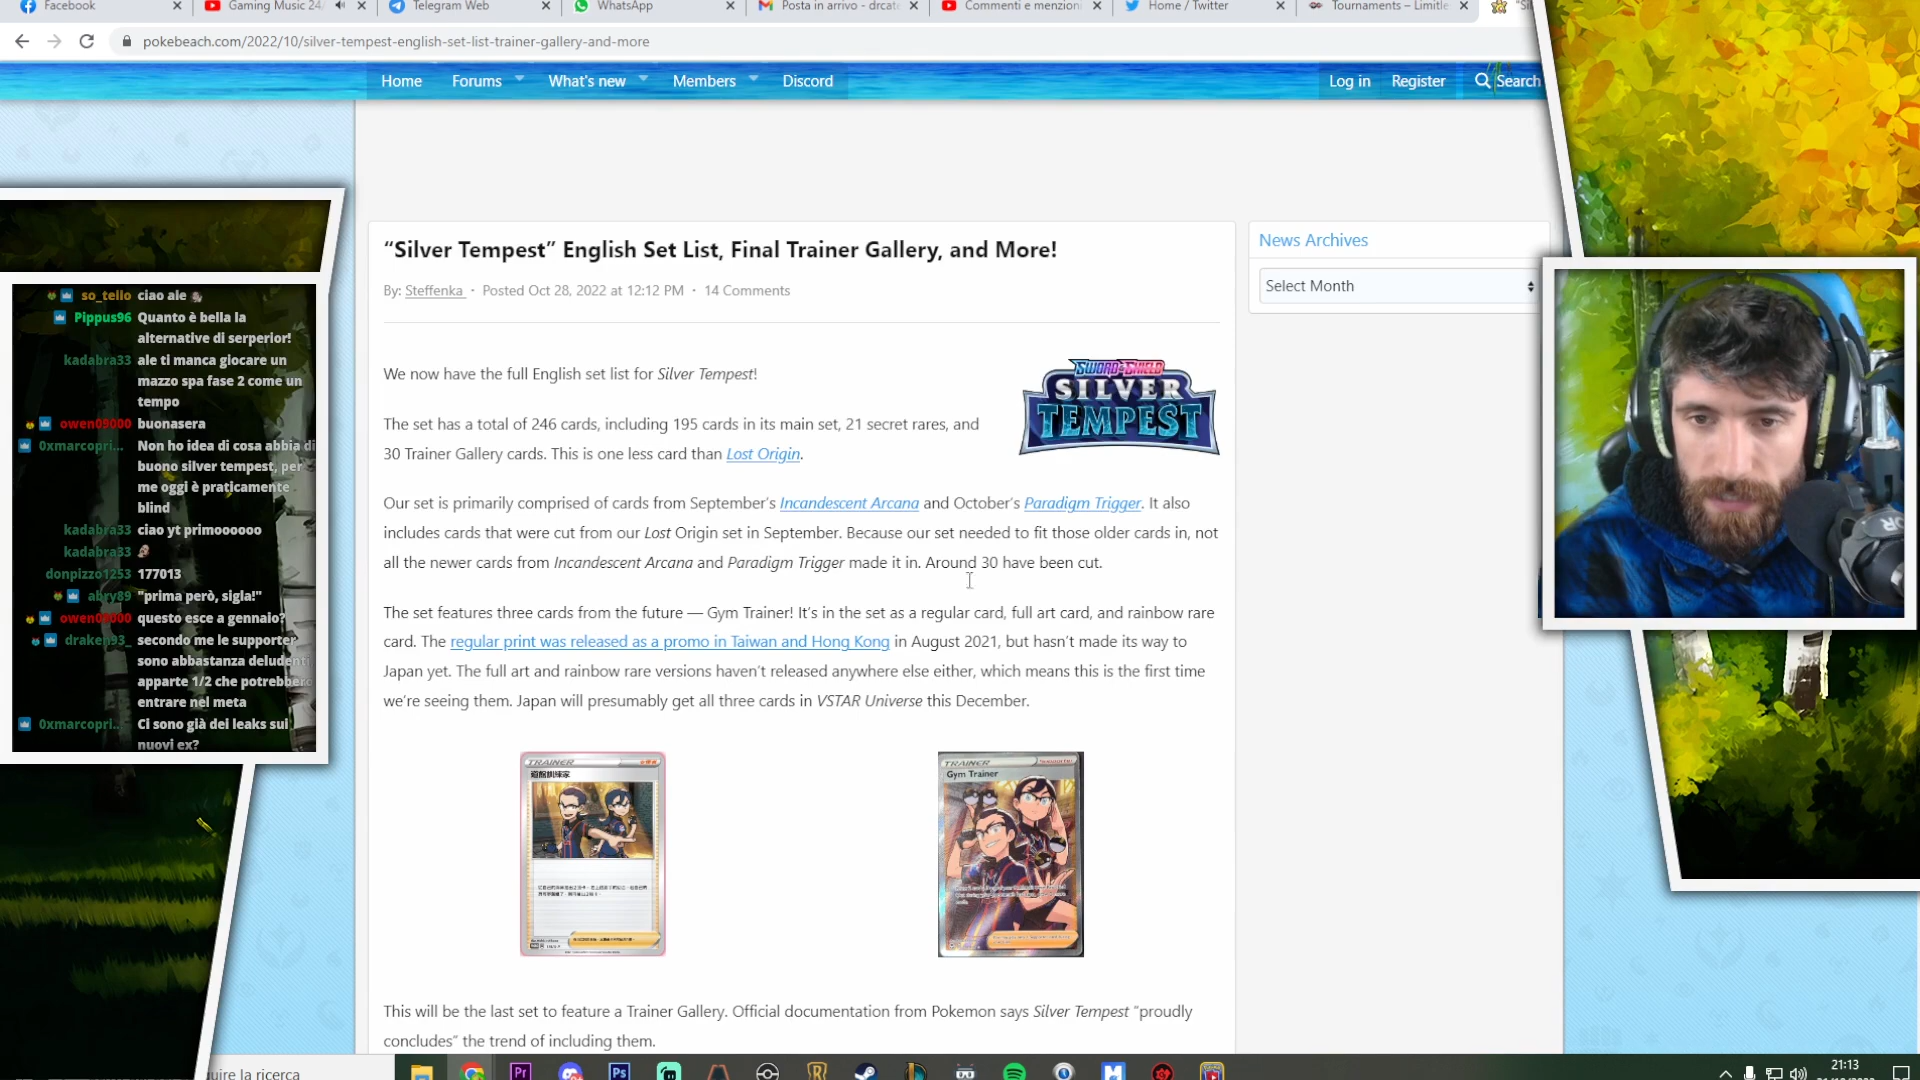 Facebook
Gaming Music 24/
Telegram Web
WhatsApp
Posta in arrivo - drcat
Commenti e menzioni
Home / Twitter
Tournaments – Limitle
pokebeach.com/2022/10/silver-tempest-english-set-list-trainer-gallery-and-more
Home
Forums
What's new
Members
Discord
Log in
Register
Search
so_tello ciao ale
Pippus96 Quanto è bella la
alternative di serperior!
kadabra33 ale ti manca giocare un
mazzo spa fase 2 come un
tempo
owen09000 buonasera
0xmarcopri... Non ho idea di cosa abbia di
buono silver tempest, per
me oggi è praticamente
blind
kadabra33 ciao yt primoooooo
kadabra33
donpizzo1253 177013
abry89 "prima però, sigla!"
owen09000 questo esce a gennaio?
draken93_ secondo me le supporter
sono abbastanza deludenti
apparte 1/2 che potrebbero
entrare nel meta
0xmarcopri... Ci sono già dei leaks sui
nuovi ex?
“Silver Tempest” English Set List, Final Trainer Gallery, and More!
By: Steffenka · Posted Oct 28, 2022 at 12:12 PM · 14 Comments
We now have the full English set list for Silver Tempest!
SWORD & SHIELD
SILVER
TEMPEST
The set has a total of 246 cards, including 195 cards in its main set, 21 secret rares, and
30 Trainer Gallery cards. This is one less card than Lost Origin.
Our set is primarily comprised of cards from September’s Incandescent Arcana and October’s Paradigm Trigger. It also
includes cards that were cut from our Lost Origin set in September. Because our set needed to fit those older cards in, not
all the newer cards from Incandescent Arcana and Paradigm Trigger made it in. Around 30 have been cut.
The set features three cards from the future — Gym Trainer! It’s in the set as a regular card, full art card, and rainbow rare
card. The regular print was released as a promo in Taiwan and Hong Kong in August 2021, but hasn’t made its way to
Japan yet. The full art and rainbow rare versions haven’t released anywhere else either, which means this is the first time
we’re seeing them. Japan will presumably get all three cards in VSTAR Universe this December.
TRAINER
道館訓練家
TRAINER
Gym Trainer
This will be the last set to feature a Trainer Gallery. Official documentation from Pokemon says Silver Tempest “proudly
concludes” the trend of including them.
News Archives
Select Month
uire la ricerca
21:13